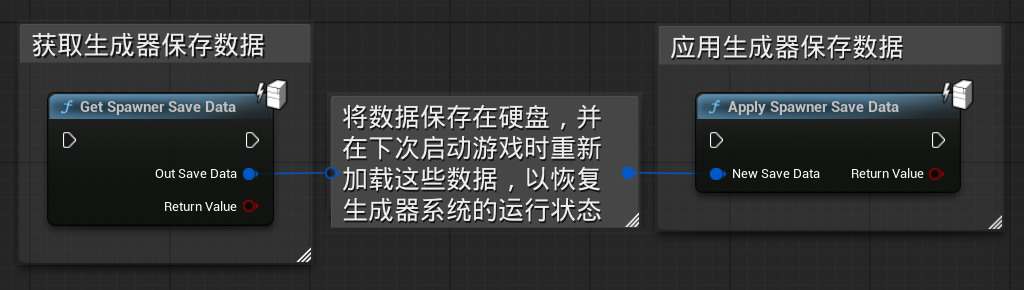 获取生成器保存数据
Get Spawner Save Data
Out Save Data
Return Value
将数据保存在硬盘，并
在下次启动游戏时重新
加载这些数据，以恢复
生成器系统的运行状态
应用生成器保存数据
Apply Spawner Save Data
New Save Data Return Value